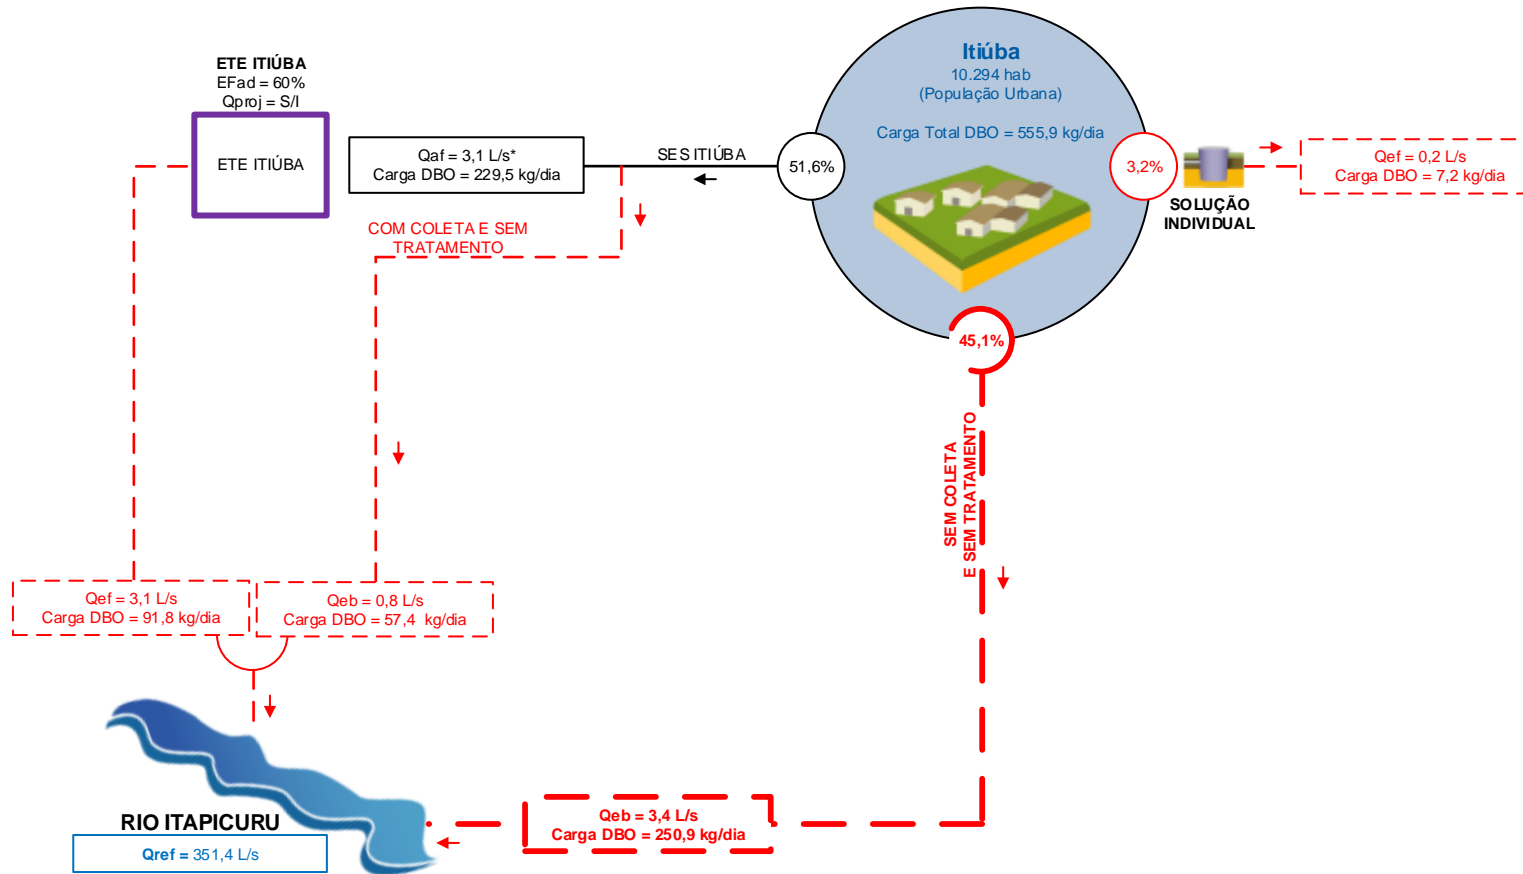 ETE ITIÚBA
EFad = 60%
Qproj = S/I
ETE ITIÚBA
Qaf = 3,1 L/s*
Carga DBO = 229,5 kg/dia
SES ITIÚBA
51,6%
Itiúba
10.294 hab
(População Urbana)
Carga Total DBO = 555,9 kg/dia
3,2%
SOLUÇÃO
INDIVIDUAL
Qef = 0,2 L/s
Carga DBO = 7,2 kg/dia
COM COLETA E SEM
TRATAMENTO
45,1%
SEM COLETA
E SEM TRATAMENTO
Qef = 3,1 L/s
Carga DBO = 91,8 kg/dia
Qeb = 0,8 L/s
Carga DBO = 57,4 kg/dia
RIO ITAPICURU
Qref = 351,4 L/s
Qeb = 3,4 L/s
Carga DBO = 250,9 kg/dia